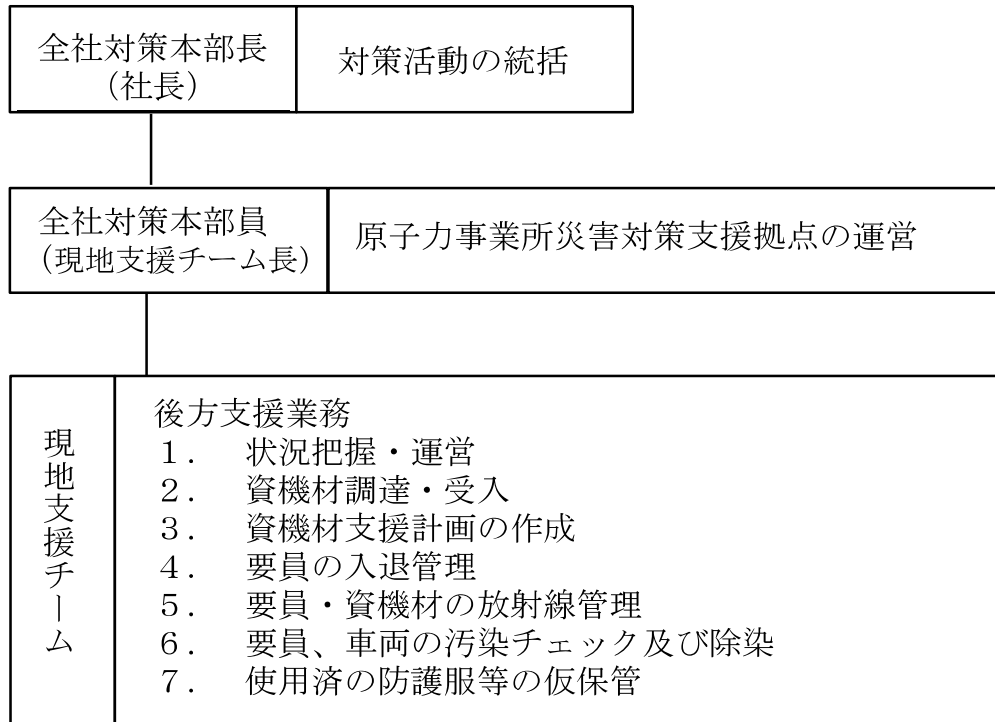 全社対策本部長
（社長）
対策活動の統括
全社対策本部員
（現地支援チーム長）
原子力事業所災害対策支援拠点の運営
現地支援チーム
後方支援業務
１．　状況把握・運営
２．　資機材調達・受入
３．　資機材支援計画の作成
４．　要員の入退管理
５．　要員・資機材の放射線管理
６．　要員、車両の汚染チェック及び除染
７．　使用済の防護服等の仮保管